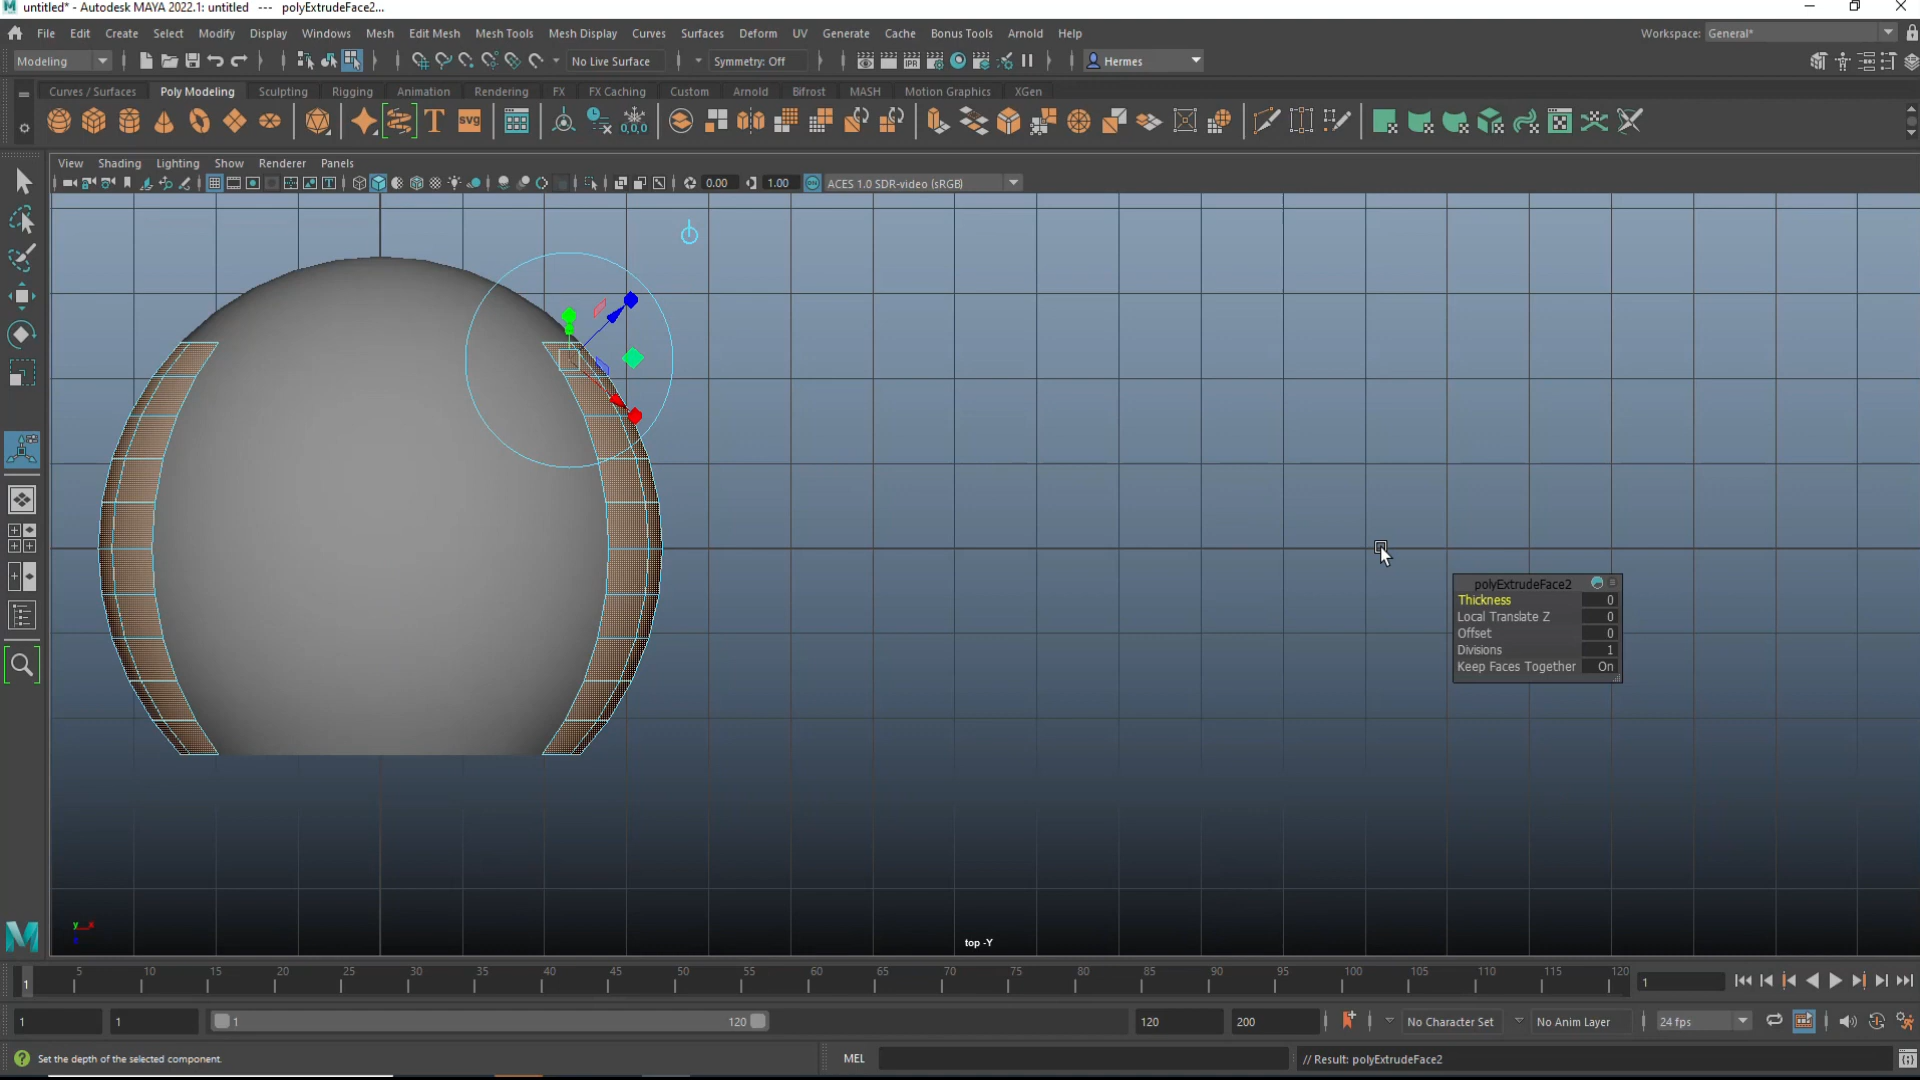 untitled* - Autodesk MAYA 2022.1: untitled --- polyExtrudeFace2...
File Edit Create Select Modify Display Windows Mesh Edit Mesh Mesh Tools Mesh Display Curves Surfaces Deform UV Generate Cache Bonus Tools Arnold Help
Workspace: General*
Modeling No Live Surface Symmetry: Off IPR Hermes
Curves / Surfaces Poly Modeling Sculpting Rigging Animation Rendering FX FX Caching Custom Arnold Bifrost MASH Motion Graphics XGen
T SVG 0,0,0
View Shading Lighting Show Renderer Panels
0.00 1.00 ACES 1.0 SDR-video (sRGB)
polyExtrudeFace2
Thickness 0
Local Translate Z 0
Offset 0
Divisions 1
Keep Faces Together On
y x
M
top -Y
1 5 10 15 20 25 30 35 40 45 50 55 60 65 70 75 80 85 90 95 100 105 110 115 120 1
1 1 1 120 120 200 No Character Set No Anim Layer 24 fps
Set the depth of the selected component. MEL // Result: polyExtrudeFace2